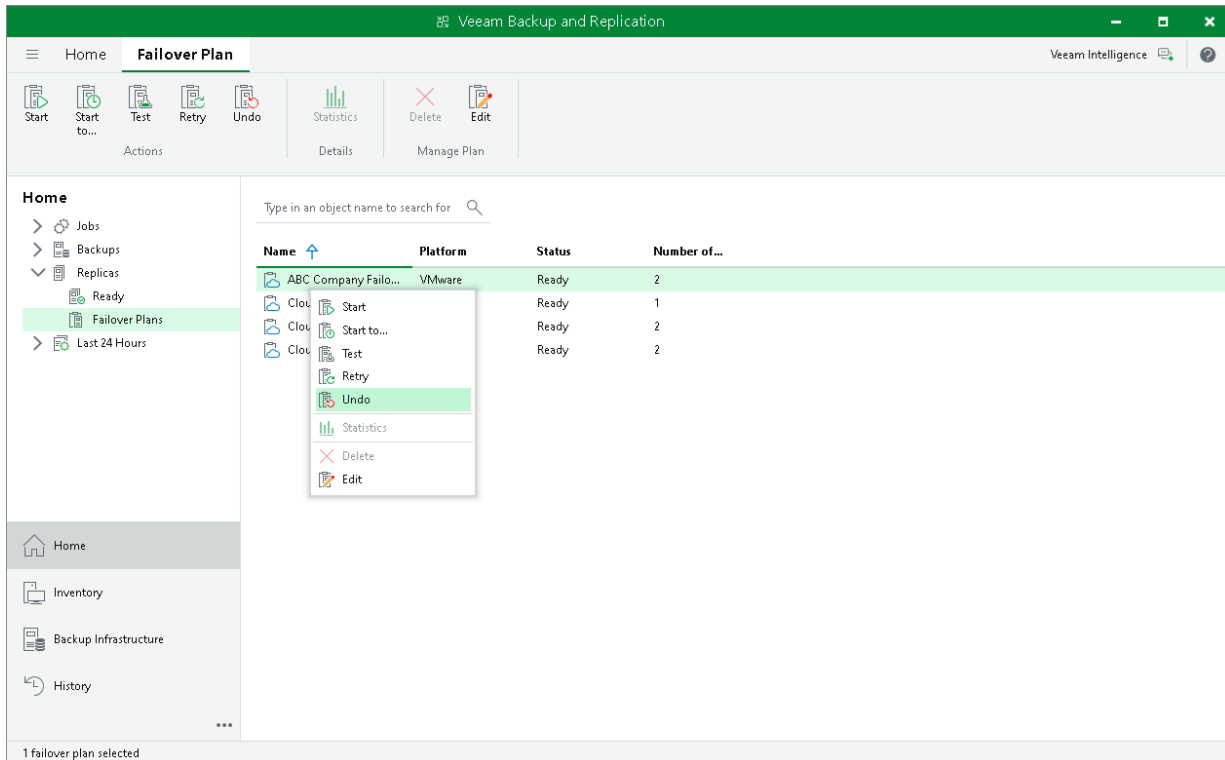 Veeam Backup and Replication
Home Failover Plan Veeam Intelligence
Start Start to... Test Retry Undo Statistics Delete Edit
Actions Details Manage Plan
Home
Jobs
Backups
Replicas
Ready
Failover Plans
Last 24 Hours
Type in an object name to search for
Name Platform Status Number of...
ABC Company Failo... VMware Ready 2
Clou Ready 1
Clou Ready 2
Clou Ready 2
Start
Start to...
Test
Retry
Undo
Statistics
Delete
Edit
Home
Inventory
Backup Infrastructure
History
1 failover plan selected